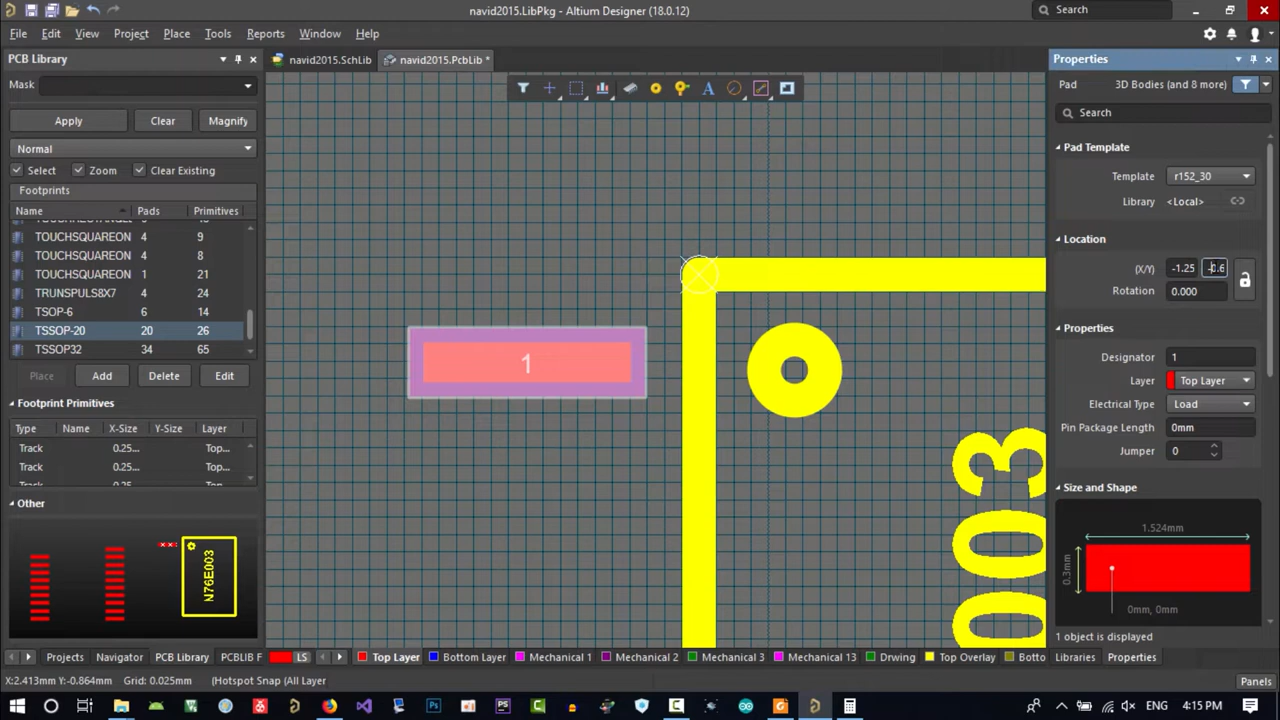 navid2015.LibPkg - Altium Designer (18.0.12)
Search
File Edit View Project Place Tools Reports Window Help
PCB Library
navid2015.SchLib
navid2015.PcbLib *
Properties
Mask
Pad
3D Bodies (and 8 more)
Apply
Clear
Magnify
Search
Normal
Pad Template
Select
Zoom
Clear Existing
Template
r152_30
Footprints
Library
<Local>
Name Pads Primitives
TOUCHSQUAREON 4 9
Location
TOUCHSQUAREON 4 8
(X/Y) -1.25 -0.6
TOUCHSQUAREON 1 21
Rotation 0.000
TRUNSPULS8X7 4 24
TSOP-6 6 14
TSSOP-20 20 26
Properties
TSSOP32 34 65
Designator 1
Place
Add
Delete
Edit
Layer Top Layer
1
Electrical Type Load
Footprint Primitives
Pin Package Length 0mm
Type Name X-Size Y-Size Layer
Jumper 0
Track 0.25... Top...
Track 0.25... Top...
Size and Shape
Other
1.524mm
0.3mm
N76E003
003
0mm, 0mm
1 object is displayed
Projects Navigator PCB Library PCBLIB F
LS
Top Layer
Bottom Layer
Mechanical 1
Mechanical 2
Mechanical 3
Mechanical 13
Drwing
Top Overlay
Botto
Libraries
Properties
X:2.413mm Y:-0.864mm Grid: 0.025mm
(Hotspot Snap (All Layer
Panels
ENG
4:15 PM